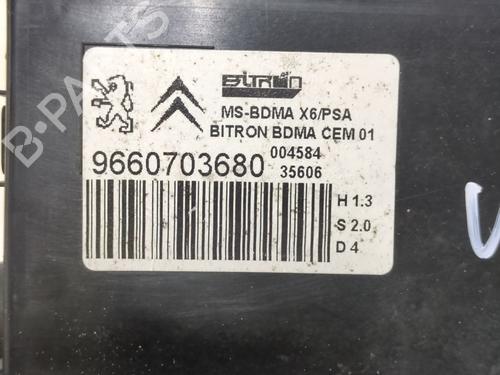 BITRON
MS-BDMA X6/PSA
BITRON BDMA CEM 01
9660703680
004584
35606
H 1.3
S 2.0
D 4
B-PARTS